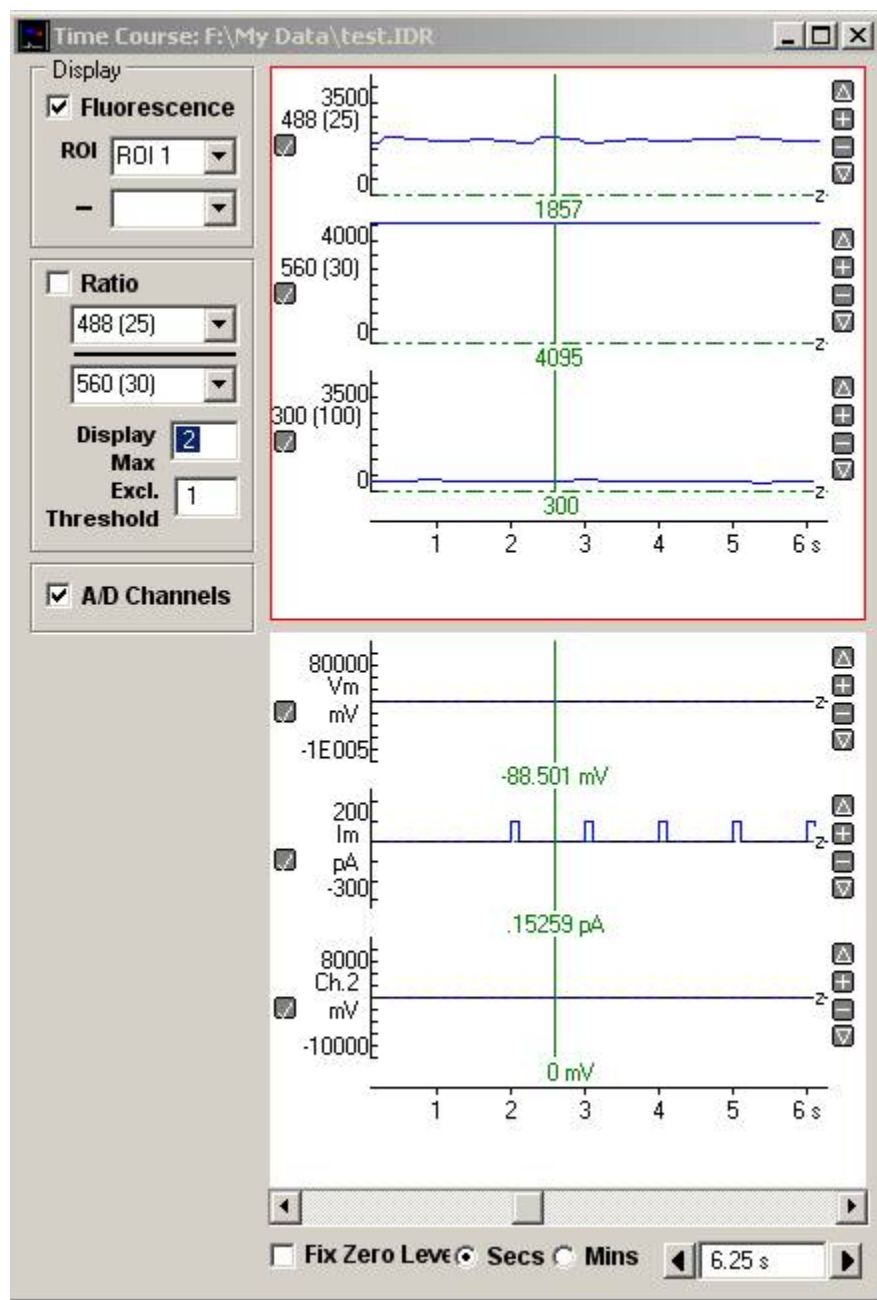 Time Course: F:\My Data\test.IDR
Display
Fluorescence
ROI ROI 1
–
Ratio
488 (25)
560 (30)
Display Max 2
Excl. Threshold 1
A/D Channels
3500
488 (25)
0
z
1857
4000
560 (30)
0
z
4095
3500
300 (100)
0
z
300
1 2 3 4 5 6 s
80000
Vm
mV
z
-1E005
-88.501 mV
200
Im
z
pA
-300
.15259 pA
8000
Ch.2
z
mV
-10000
0 mV
1 2 3 4 5 6 s
Fix Zero Leve Secs Mins 6.25 s